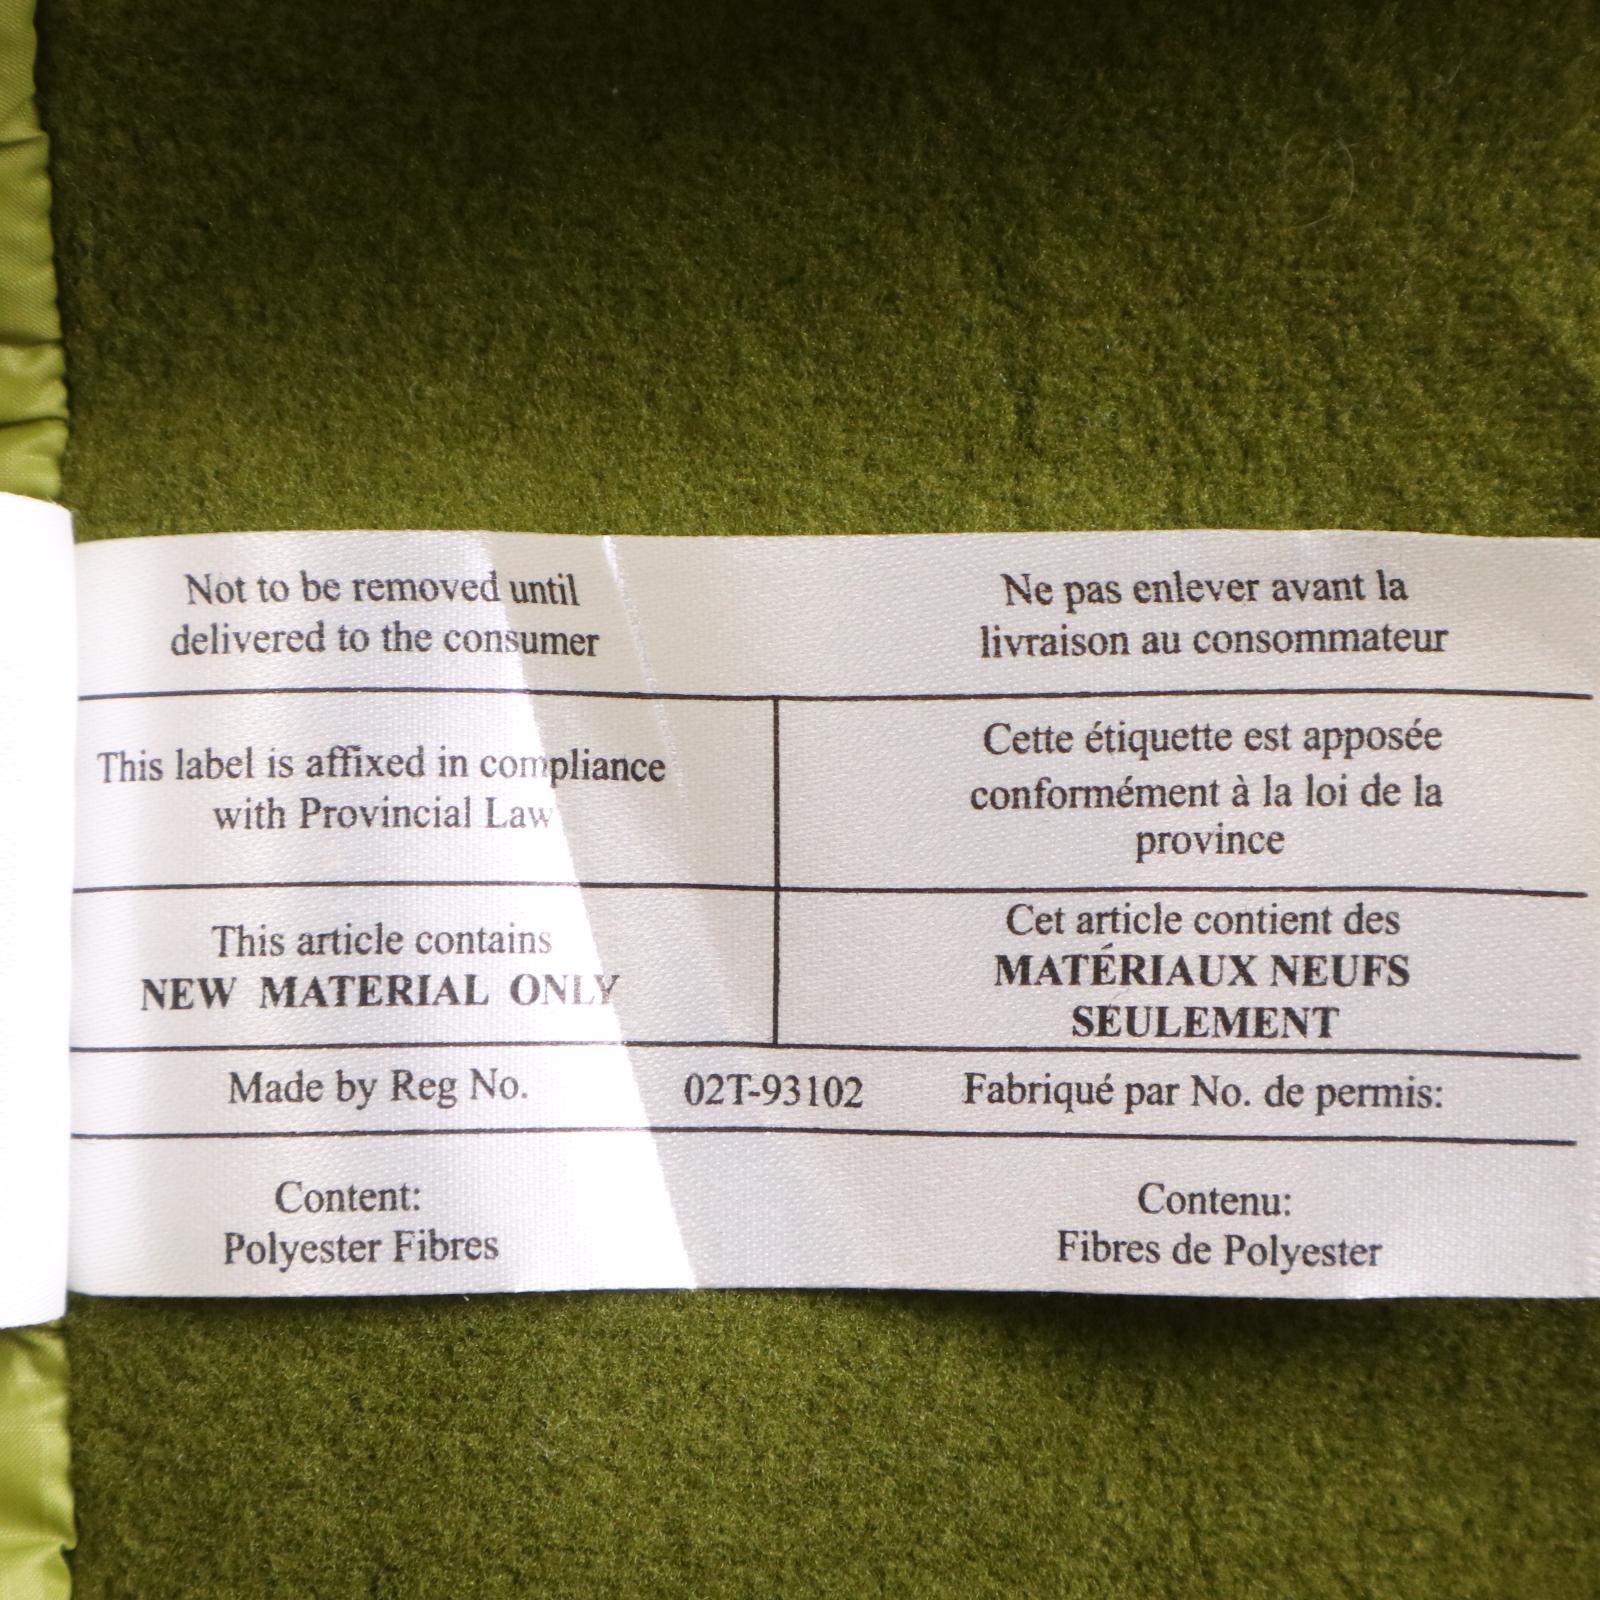 Not to be removed until
delivered to the consumer
Ne pas enlever avant la
livraison au consommateur
This label is affixed in compliance
with Provincial Law
Cette étiquette est apposée
conformément à la loi de la
province
This article contains
NEW MATERIAL ONLY
Cet article contient des
MATÉRIAUX NEUFS
SEULEMENT
Made by Reg No. 02T-93102 Fabriqué par No. de permis:
Content:
Polyester Fibres
Contenu:
Fibres de Polyester